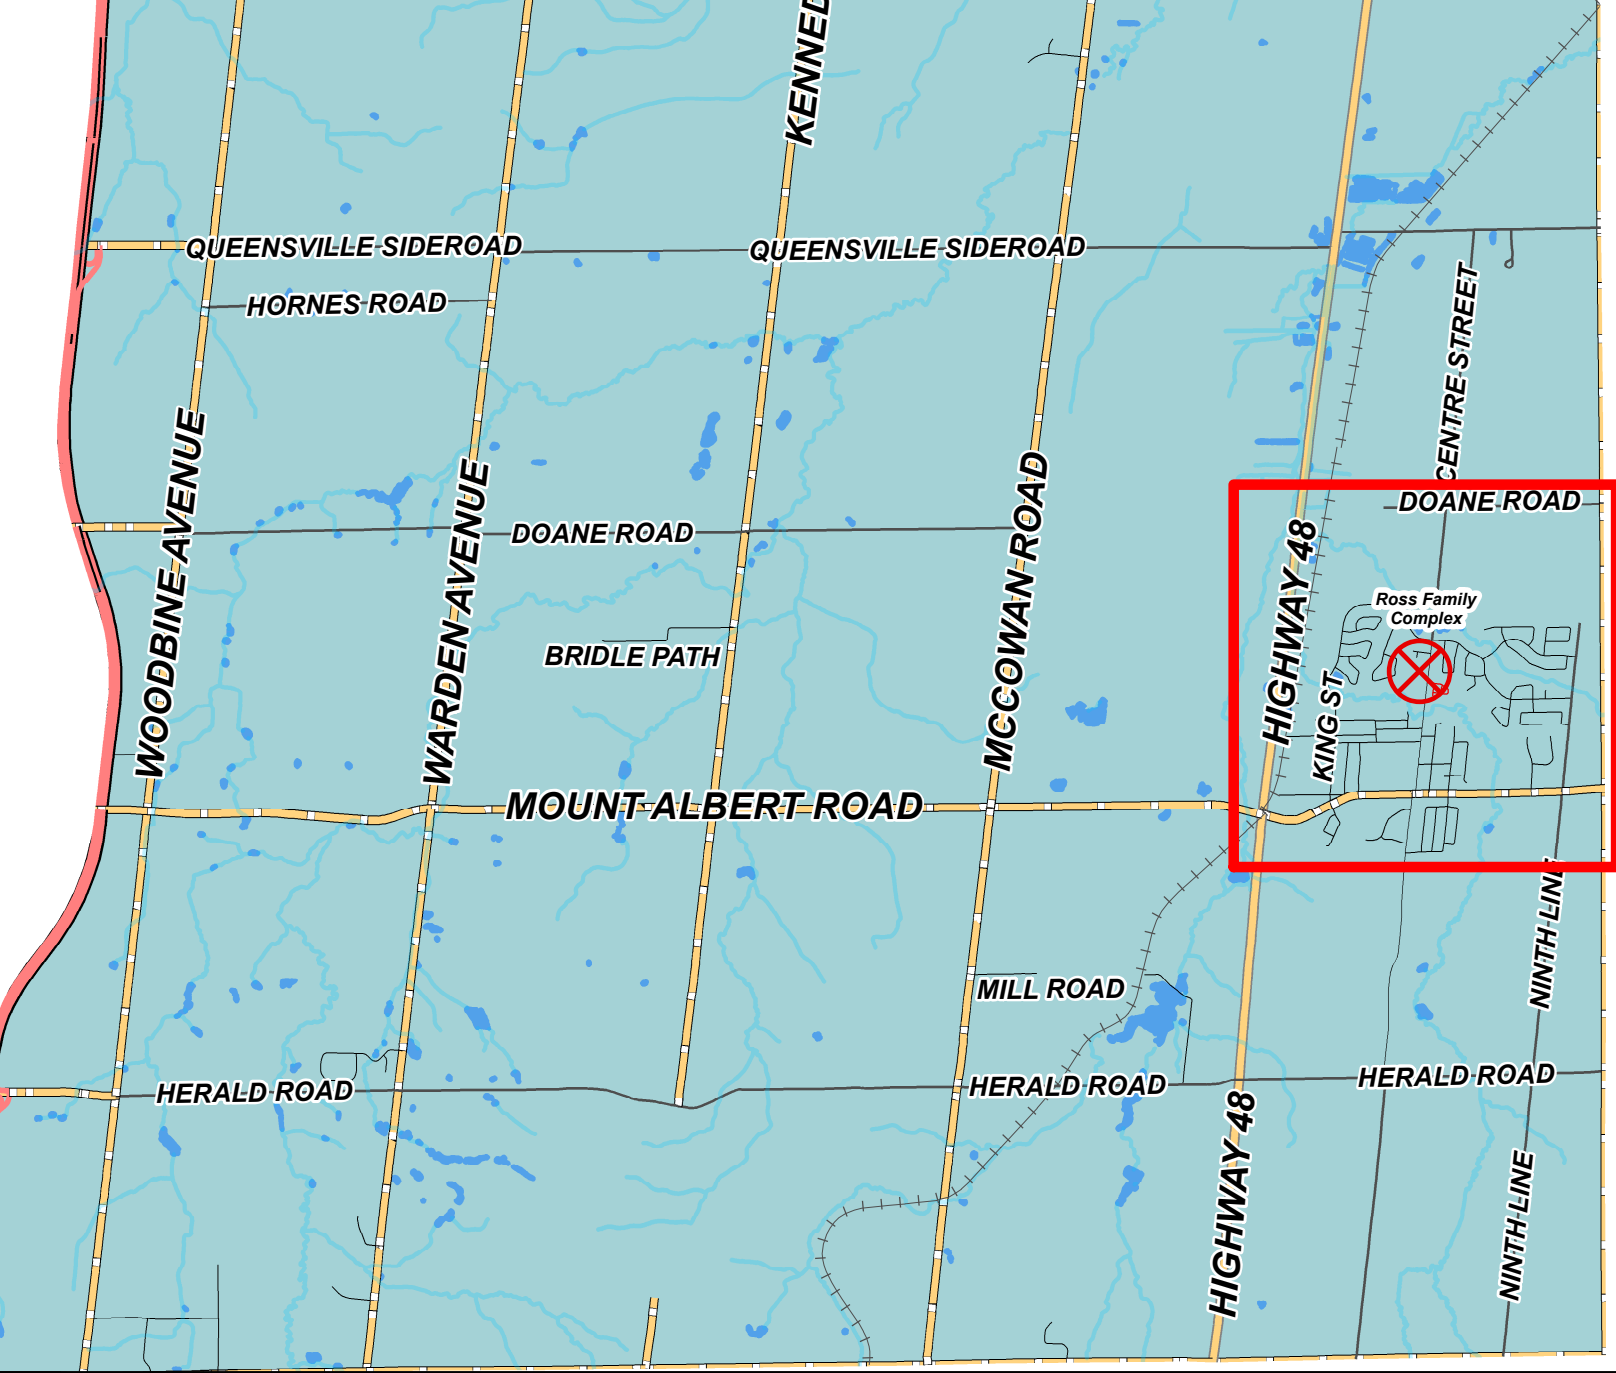 KENNED
QUEENSVILLE SIDEROAD
QUEENSVILLE SIDEROAD
HORNES ROAD
CENTRE STREET
WOODBINE AVENUE
WARDEN AVENUE
MCCOWAN ROAD
DOANE ROAD
DOANE ROAD
HIGHWAY 48
Ross Family
Complex
BRIDLE PATH
KING ST
MOUNT ALBERT ROAD
NINTH LINE
MILL ROAD
HERALD ROAD
HERALD ROAD
HERALD ROAD
HIGHWAY 48
NINTH LINE